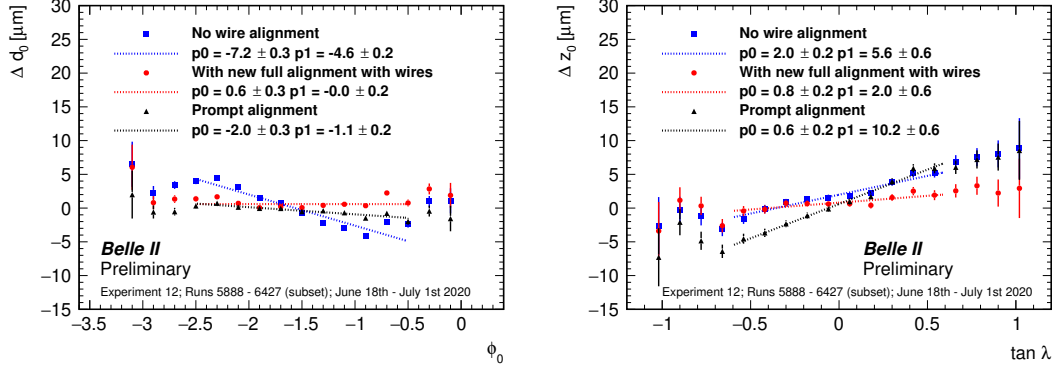 Δ d₀ [μm]
30
25
20
15
10
5
0
−5
−10
−15
No wire alignment
p0 = -7.2 ± 0.3 p1 = -4.6 ± 0.2
With new full alignment with wires
p0 = 0.6 ± 0.3 p1 = -0.0 ± 0.2
Prompt alignment
p0 = -2.0 ± 0.3 p1 = -1.1 ± 0.2
Belle II
Preliminary
Experiment 12; Runs 5888 - 6427 (subset); June 18th - July 1st 2020
−3.5 −3 −2.5 −2 −1.5 −1 −0.5 0
ϕ₀
Δ z₀ [μm]
30
25
20
15
10
5
0
−5
−10
−15
No wire alignment
p0 = 2.0 ± 0.2 p1 = 5.6 ± 0.6
With new full alignment with wires
p0 = 0.8 ± 0.2 p1 = 2.0 ± 0.6
Prompt alignment
p0 = 0.6 ± 0.2 p1 = 10.2 ± 0.6
Belle II
Preliminary
Experiment 12; Runs 5888 - 6427 (subset); June 18th - July 1st 2020
−1 −0.5 0 0.5 1
tan λ